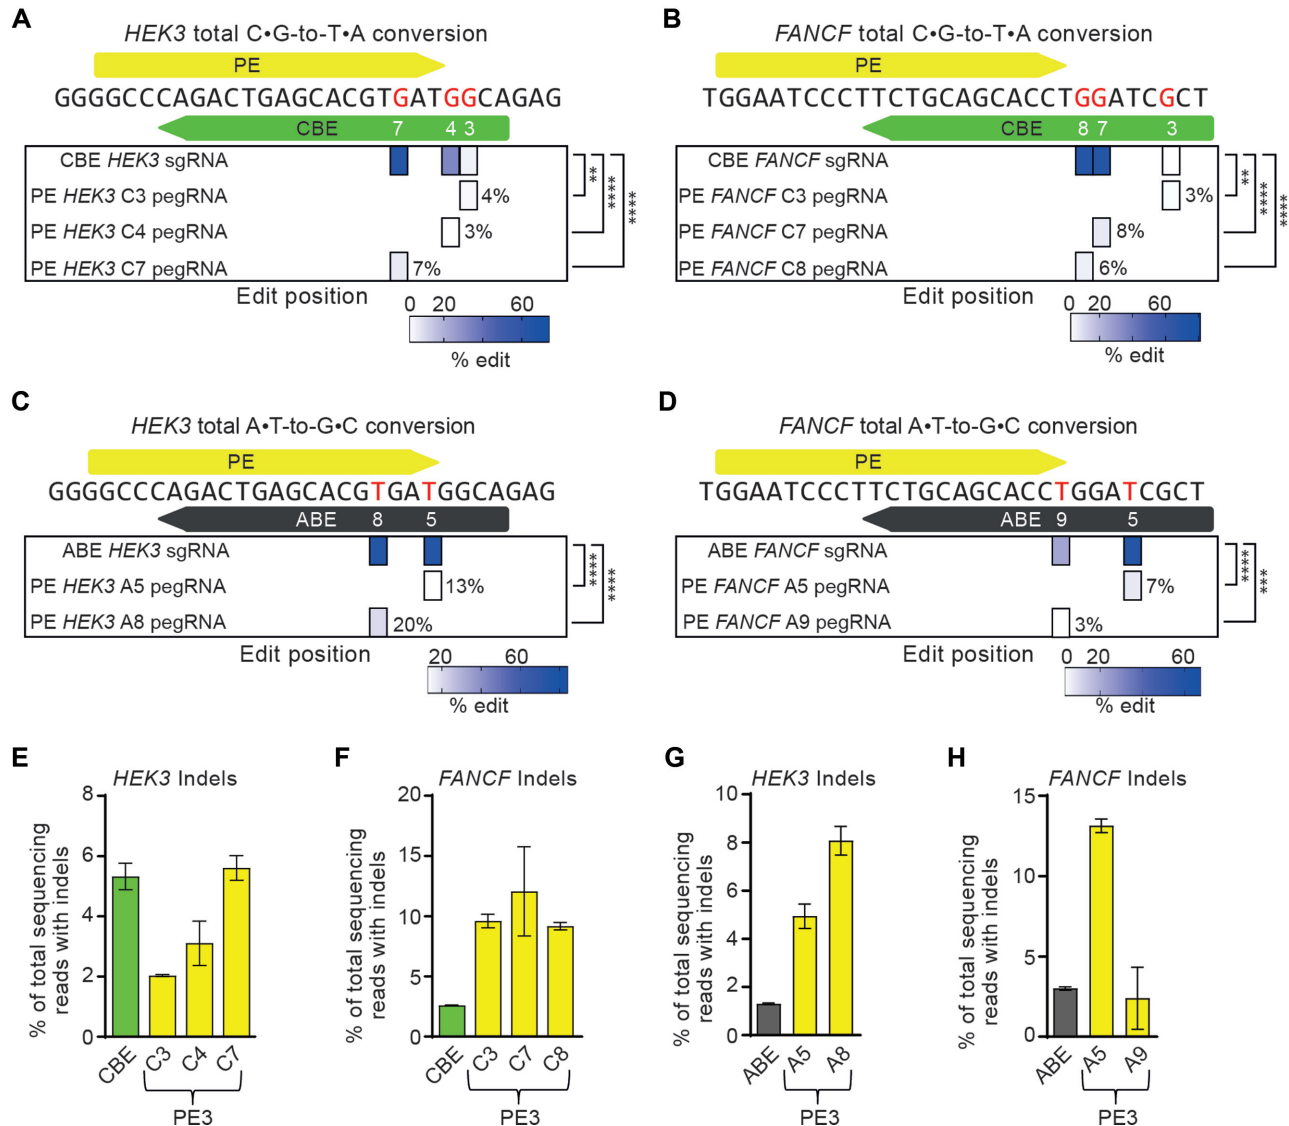 A
HEK3 total C•G-to-T•A conversion
PE
GGGGCCCAGACTGAGCACGTGATGGCAGAG
CBE 7 4 3
CBE HEK3 sgRNA
PE HEK3 C3 pegRNA 4%
PE HEK3 C4 pegRNA 3%
PE HEK3 C7 pegRNA 7%
** **** ****
Edit position
0 20 60
% edit
B
FANCF total C•G-to-T•A conversion
PE
TGGAATCCCTTCTGCAGCACCTGGATCGCT
CBE 8 7 3
CBE FANCF sgRNA
PE FANCF C3 pegRNA 3%
PE FANCF C7 pegRNA 8%
PE FANCF C8 pegRNA 6%
** **** ****
Edit position
0 20 60
% edit
C
HEK3 total A•T-to-G•C conversion
PE
GGGGCCCAGACTGAGCACGTGATGGCAGAG
ABE 8 5
ABE HEK3 sgRNA
PE HEK3 A5 pegRNA 13%
PE HEK3 A8 pegRNA 20%
**** ****
Edit position
20 60
% edit
D
FANCF total A•T-to-G•C conversion
PE
TGGAATCCCTTCTGCAGCACCTGGATCGCT
ABE 9 5
ABE FANCF sgRNA
PE FANCF A5 pegRNA 7%
PE FANCF A9 pegRNA 3%
**** ***
Edit position
0 20 60
% edit
E
HEK3 Indels
% of total sequencing
reads with indels
8
6
4
2
0
CBE C3 C4 C7
PE3
F
FANCF Indels
% of total sequencing
reads with indels
20
15
10
5
0
CBE C3 C7 C8
PE3
G
HEK3 Indels
% of total sequencing
reads with indels
10
8
6
4
2
0
ABE A5 A8
PE3
H
FANCF Indels
% of total sequencing
reads with indels
15
10
5
0
ABE A5 A9
PE3